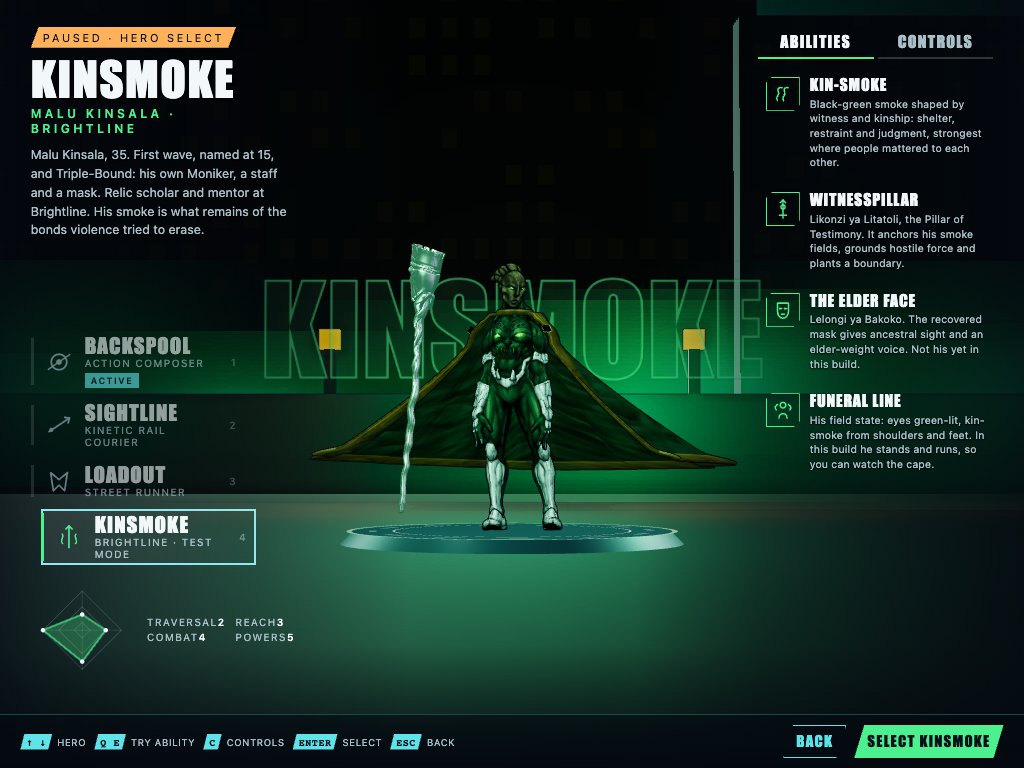 PAUSED · HERO SELECT
KINSMOKE
MALU KINSALA ·
BRIGHTLINE
Malu Kinsala, 35. First wave, named at 15,
and Triple-Bound: his own Moniker, a staff
and a mask. Relic scholar and mentor at
Brightline. His smoke is what remains of the
bonds violence tried to erase.
KINSMOKE
BACKSPOOL
ACTION COMPOSER
1
ACTIVE
SIGHTLINE
KINETIC RAIL
COURIER
2
LOADOUT
STREET RUNNER
3
KINSMOKE
BRIGHTLINE · TEST
MODE
4
TRAVERSAL2 REACH3
COMBAT4 POWERS5
ABILITIES CONTROLS
KIN-SMOKE
Black-green smoke shaped by
witness and kinship: shelter,
restraint and judgment, strongest
where people mattered to each
other.
WITNESSPILLAR
Likonzi ya Litatoli, the Pillar of
Testimony. It anchors his smoke
fields, grounds hostile force and
plants a boundary.
THE ELDER FACE
Lelongi ya Bakoko. The recovered
mask gives ancestral sight and an
elder-weight voice. Not his yet in
this build.
FUNERAL LINE
His field state: eyes green-lit, kin-
smoke from shoulders and feet. In
this build he stands and runs, so
you can watch the cape.
↑ ↓ HERO Q E TRY ABILITY C CONTROLS ENTER SELECT ESC BACK
BACK SELECT KINSMOKE